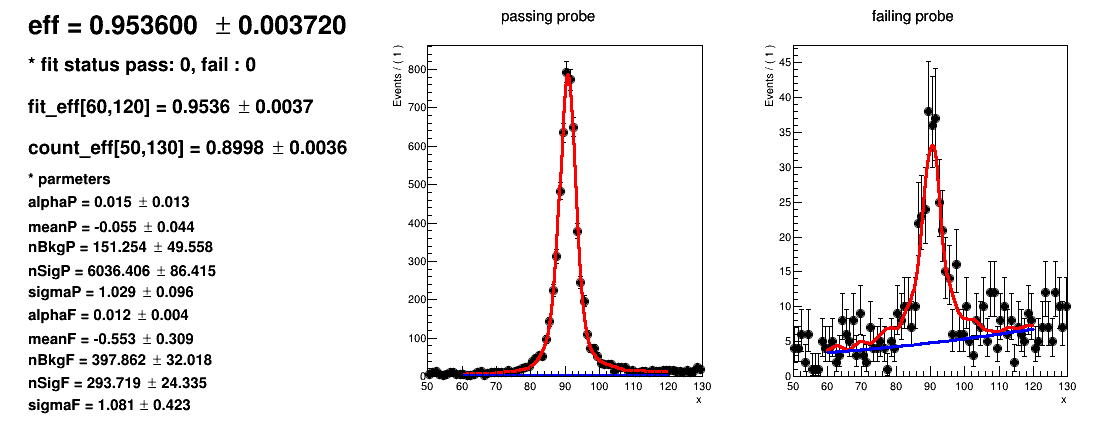 eff = 0.953600 ± 0.003720
* fit status pass: 0, fail : 0
fit_eff[60,120] = 0.9536 ± 0.0037
count_eff[50,130] = 0.8998 ± 0.0036
* parmeters
alphaP = 0.015 ± 0.013
meanP = -0.055 ± 0.044
nBkgP = 151.254 ± 49.558
nSigP = 6036.406 ± 86.415
sigmaP = 1.029 ± 0.096
alphaF = 0.012 ± 0.004
meanF = -0.553 ± 0.309
nBkgF = 397.862 ± 32.018
nSigF = 293.719 ± 24.335
sigmaF = 1.081 ± 0.423
passing probe
Events / ( 1 )
800
700
600
500
400
300
200
100
0
50 60 70 80 90 100 110 120 130
x
failing probe
Events / ( 1 )
45
40
35
30
25
20
15
10
5
0
50 60 70 80 90 100 110 120 130
x